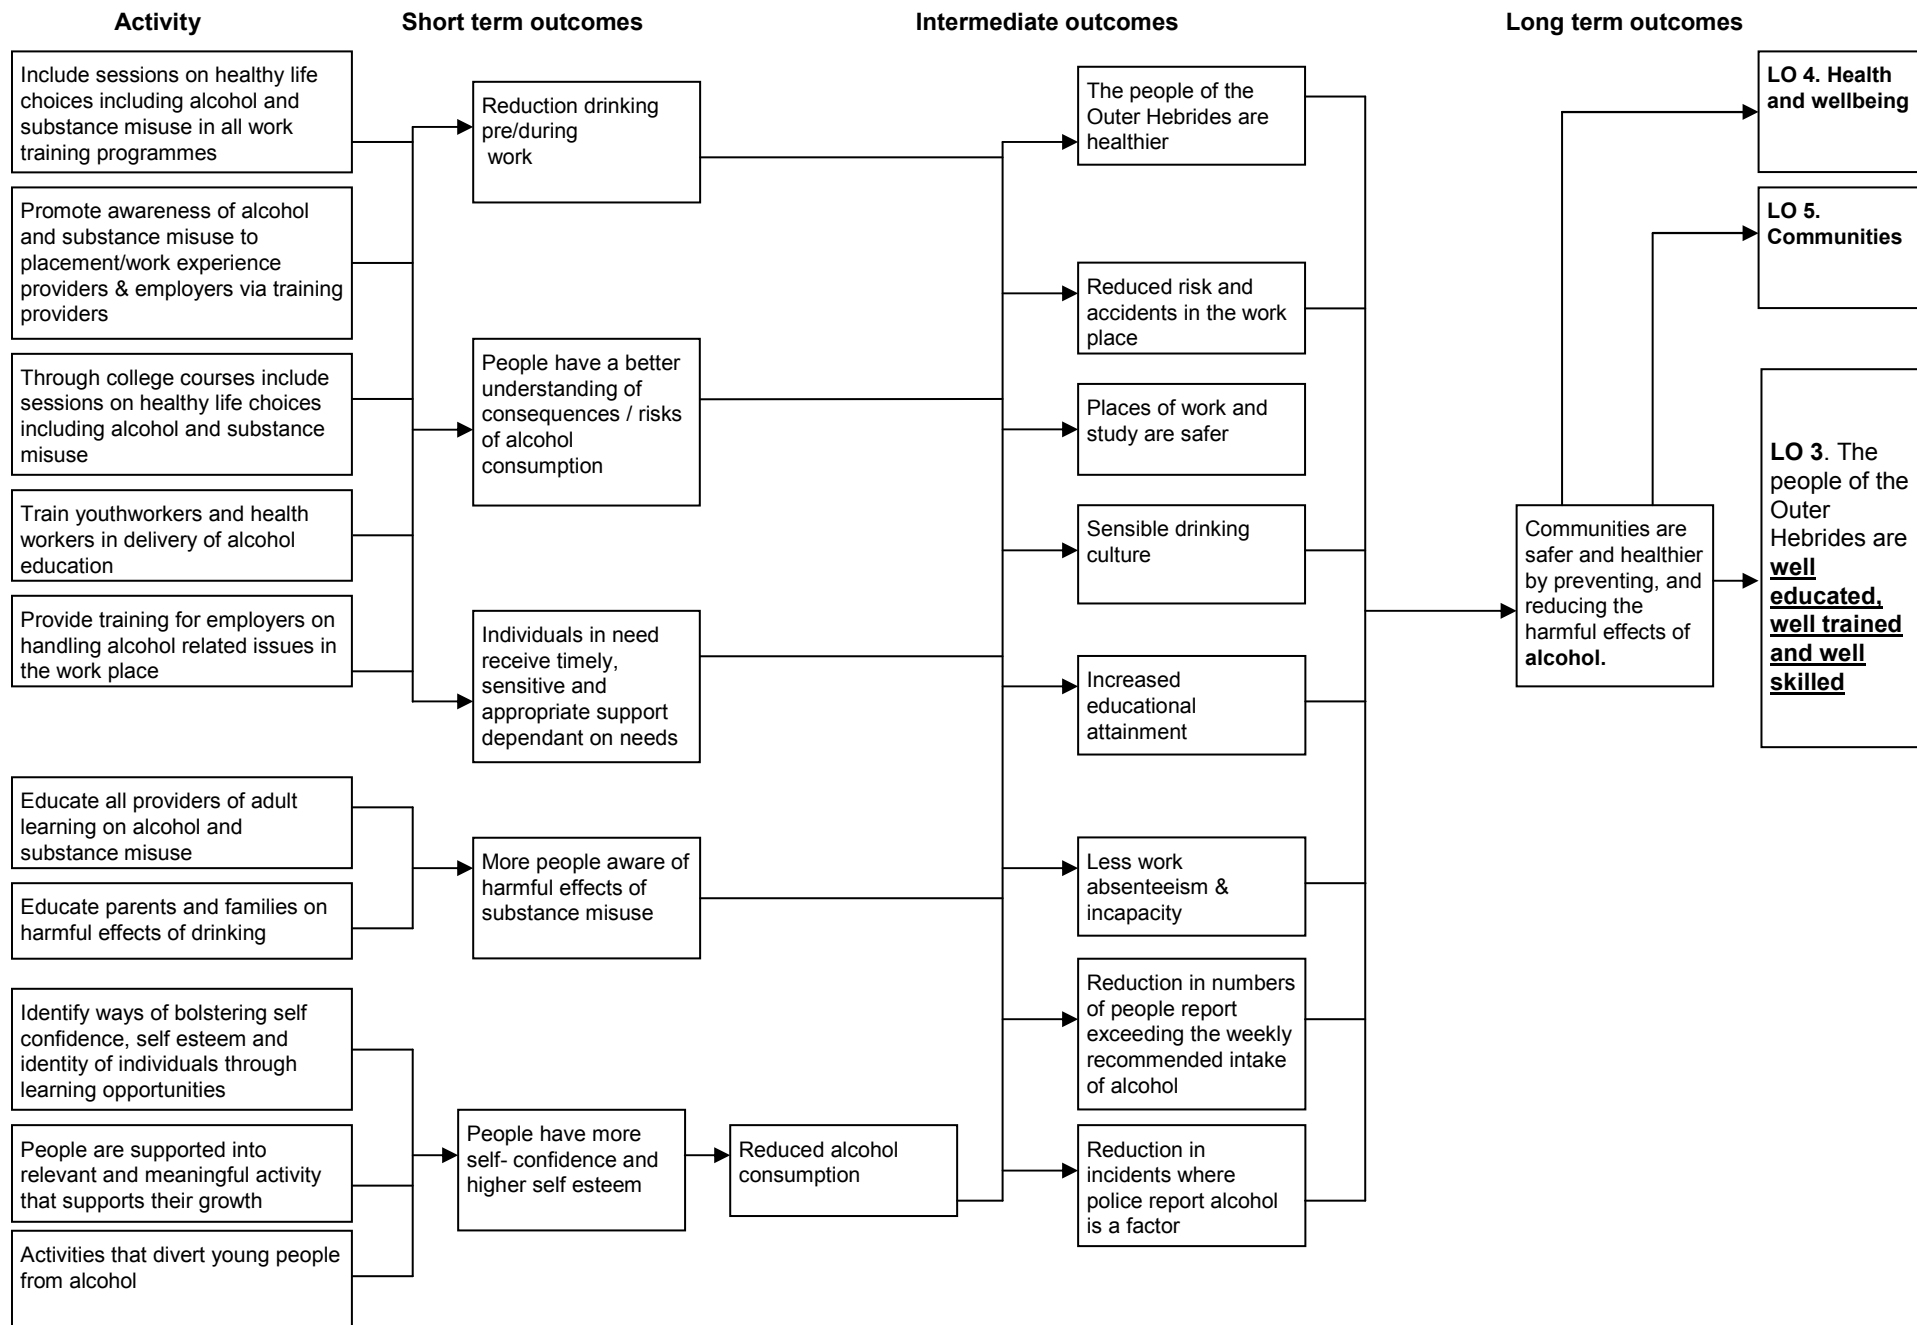 Activity
Short term outcomes
Intermediate outcomes
Long term outcomes
Include sessions on healthy life
choices including alcohol and
substance misuse in all work
training programmes
Promote awareness of alcohol
and substance misuse to
placement/work experience
providers & employers via training
providers
Through college courses include
sessions on healthy life choices
including alcohol and substance
misuse
Train youthworkers and health
workers in delivery of alcohol
education
Provide training for employers on
handling alcohol related issues in
the work place
Educate all providers of adult
learning on alcohol and
substance misuse
Educate parents and families on
harmful effects of drinking
Identify ways of bolstering self
confidence, self esteem and
identity of individuals through
learning opportunities
People are supported into
relevant and meaningful activity
that supports their growth
Activities that divert young people
from alcohol
Reduction drinking
pre/during
work
People have a better
understanding of
consequences / risks
of alcohol
consumption
Individuals in need
receive timely,
sensitive and
appropriate support
dependant on needs
More people aware of
harmful effects of
substance misuse
People have more
self- confidence and
higher self esteem
Reduced alcohol
consumption
The people of the
Outer Hebrides are
healthier
Reduced risk and
accidents in the work
place
Places of work and
study are safer
Sensible drinking
culture
Increased
educational
attainment
Less work
absenteeism &
incapacity
Reduction in numbers
of people report
exceeding the weekly
recommended intake
of alcohol
Reduction in
incidents where
police report alcohol
is a factor
Communities are
safer and healthier
by preventing, and
reducing the
harmful effects of
alcohol.
LO 4. Health
and wellbeing
LO 5.
Communities
LO 3. The
people of the
Outer
Hebrides are
well
educated,
well trained
and well
skilled